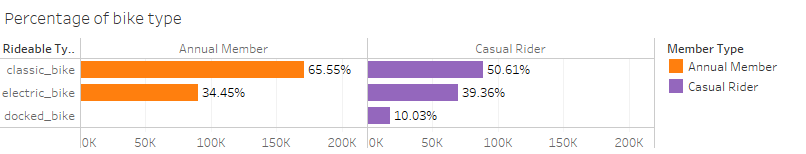 Percentage of bike type
Rideable Ty.. Annual Member Casual Rider Member Type
classic_bike 65.55% 50.61% Annual Member
electric_bike 34.45% 39.36% Casual Rider
docked_bike 10.03%
0K 50K 100K 150K 200K 0K 50K 100K 150K 200K